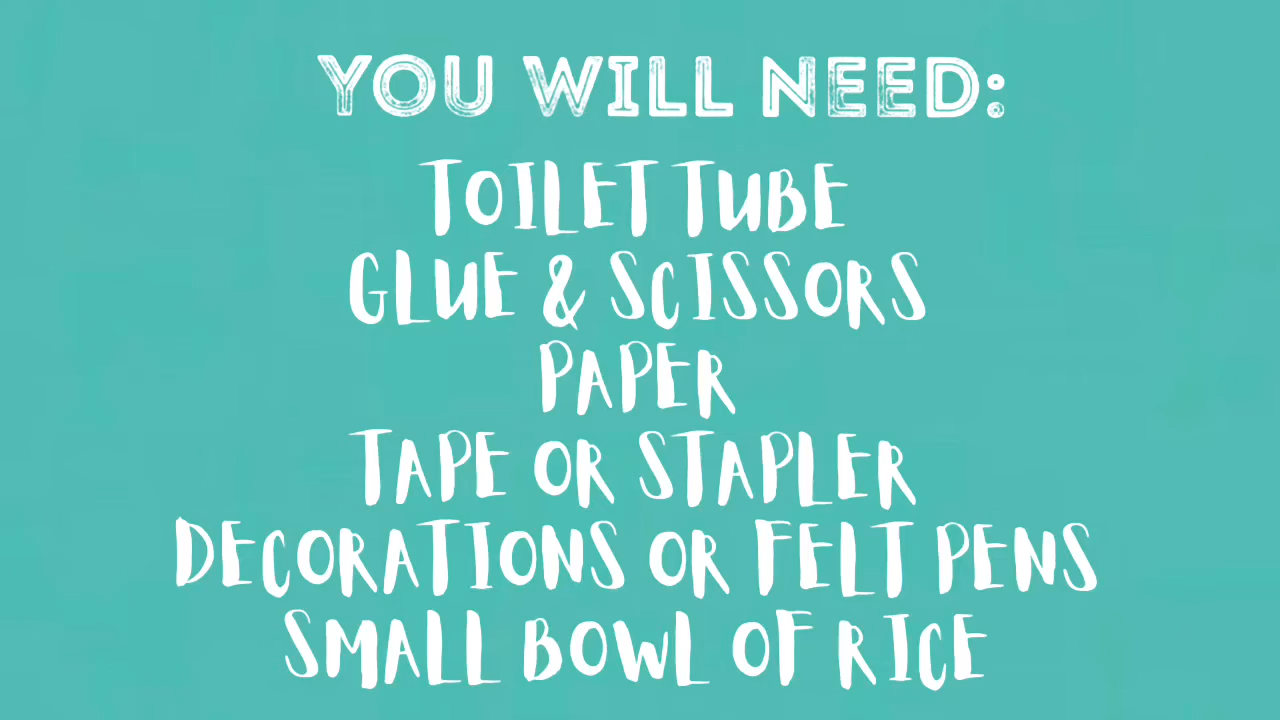 YOU WILL NEED:
TOILET TUBE
GLUE & SCISSORS
PAPER
TAPE OR STAPLER
DECORATIONS OR FELT PENS
SMALL BOWL OF RICE